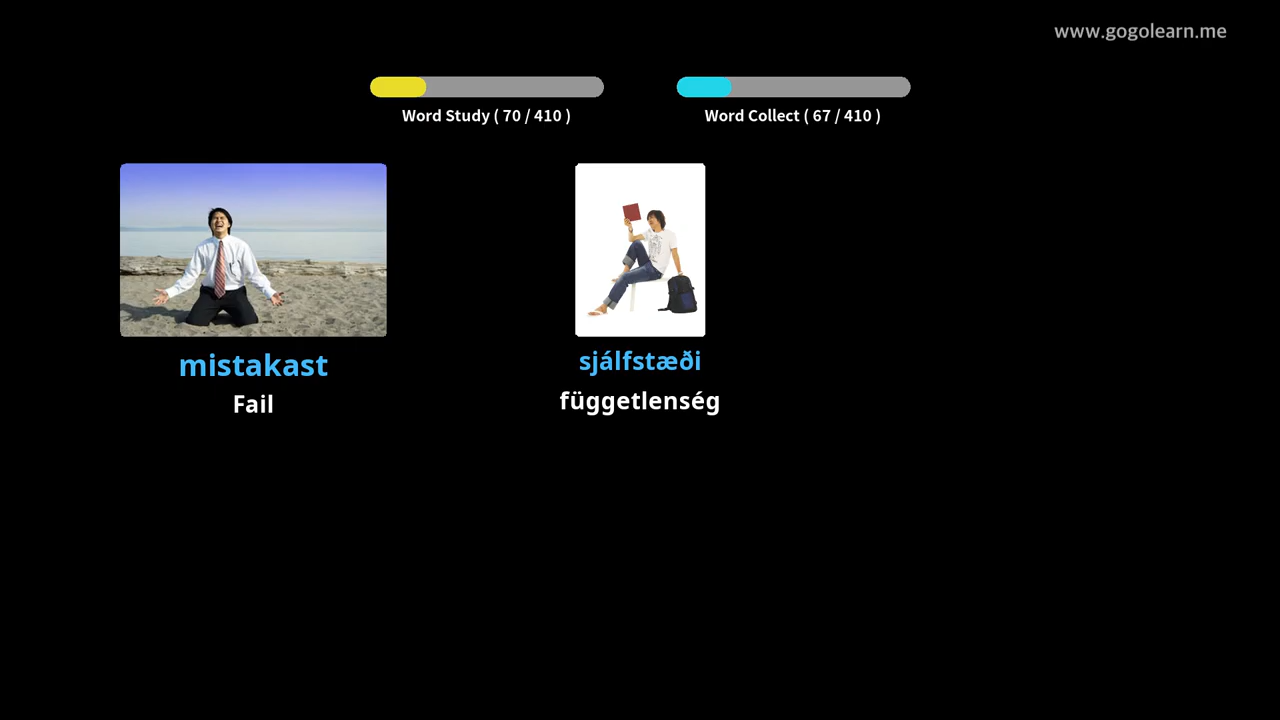 www.gogolearn.me
Word Study ( 70 / 410 )
Word Collect ( 67 / 410 )
mistakast
Fail
sjálfstæði
függetlenség